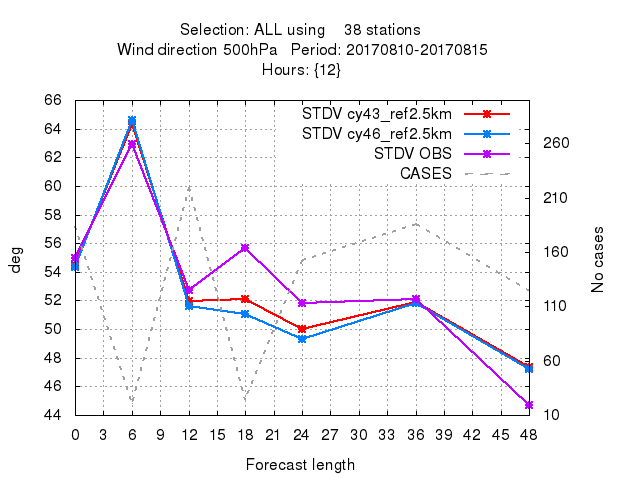 Selection: ALL using 38 stations
Wind direction 500hPa Period: 20170810-20170815
Hours: {12}
STDV cy43_ref2.5km
STDV cy46_ref2.5km
STDV OBS
CASES
66
64
62
60
58
56
54
52
50
48
46
44
deg
260
210
160
110
60
10
No cases
0 3 6 9 12 15 18 21 24 27 30 33 36 39 42 45 48
Forecast length